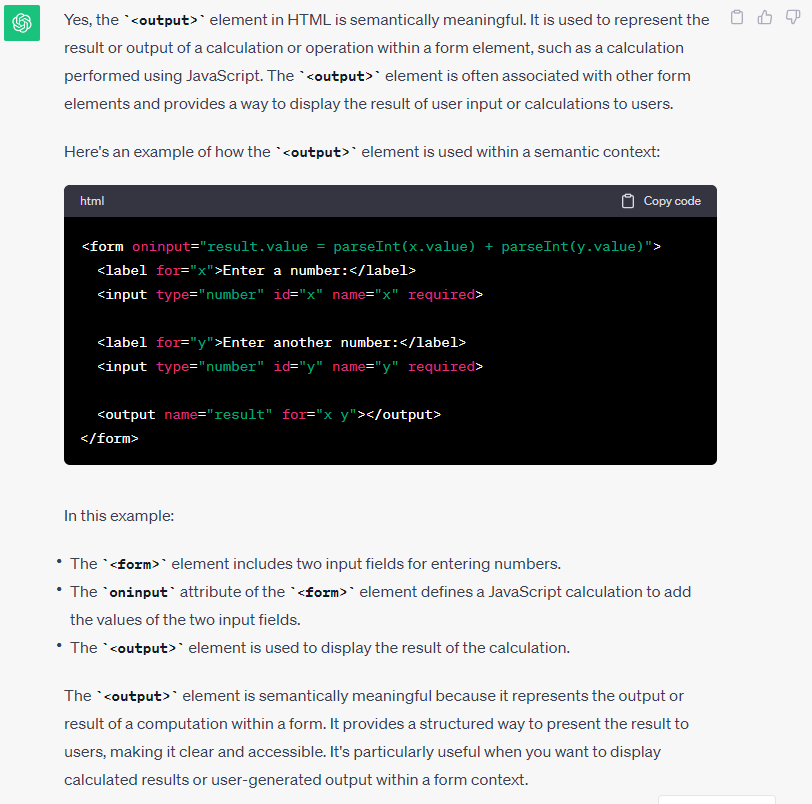 Yes, the `<output>` element in HTML is semantically meaningful. It is used to represent the
result or output of a calculation or operation within a form element, such as a calculation
performed using JavaScript. The `<output>` element is often associated with other form
elements and provides a way to display the result of user input or calculations to users.
Here's an example of how the `<output>` element is used within a semantic context:
html Copy code
<form oninput="result.value = parseInt(x.value) + parseInt(y.value)">
  <label for="x">Enter a number:</label>
  <input type="number" id="x" name="x" required>
  <label for="y">Enter another number:</label>
  <input type="number" id="y" name="y" required>
  <output name="result" for="x y"></output>
</form>
In this example:
• The `<form>` element includes two input fields for entering numbers.
• The `oninput` attribute of the `<form>` element defines a JavaScript calculation to add
the values of the two input fields.
• The `<output>` element is used to display the result of the calculation.
The `<output>` element is semantically meaningful because it represents the output or
result of a computation within a form. It provides a structured way to present the result to
users, making it clear and accessible. It's particularly useful when you want to display
calculated results or user-generated output within a form context.